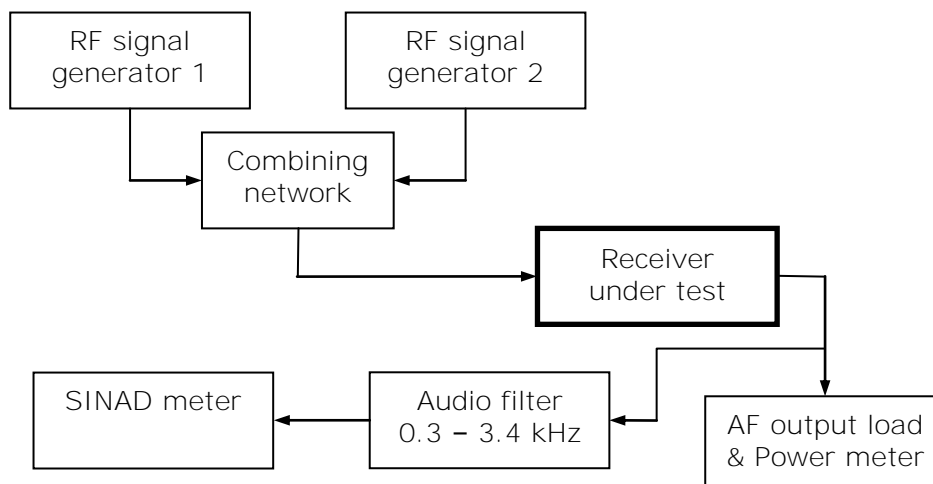 RF signal
generator 1
RF signal
generator 2
Combining
network
Receiver
under test
SINAD meter
Audio filter
0.3 – 3.4 kHz
AF output load
& Power meter